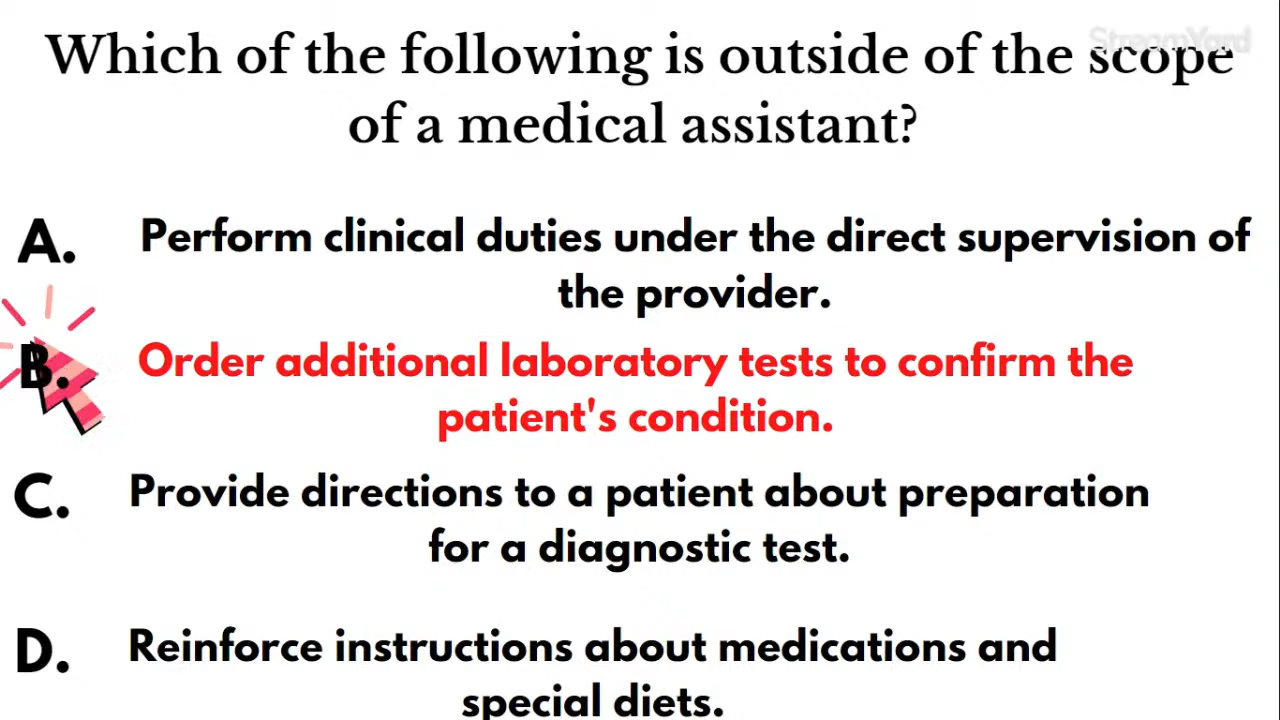 StreamYard
Which of the following is outside of the scope
of a medical assistant?
A. Perform clinical duties under the direct supervision of
the provider.
B. Order additional laboratory tests to confirm the
patient's condition.
C. Provide directions to a patient about preparation
for a diagnostic test.
D. Reinforce instructions about medications and
special diets.